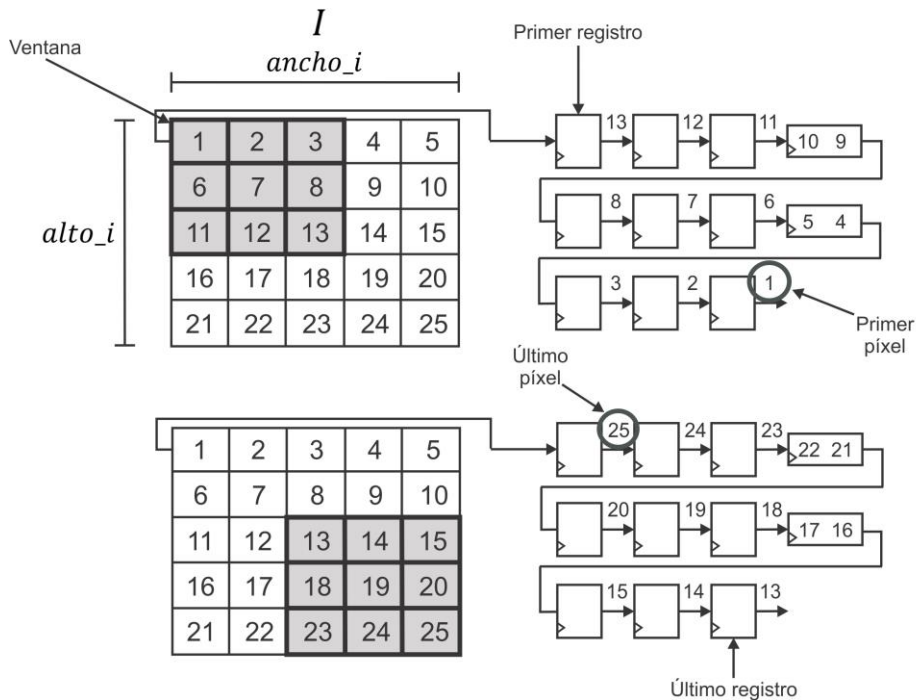 I
ancho_i
Ventana
Primer registro
alto_i
1 2 3 4 5
6 7 8 9 10
11 12 13 14 15
16 17 18 19 20
21 22 23 24 25
13 12 11 10 9
8 7 6 5 4
3 2 1
Primer
píxel
Último
píxel
1 2 3 4 5
6 7 8 9 10
11 12 13 14 15
16 17 18 19 20
21 22 23 24 25
25 24 23 22 21
20 19 18 17 16
15 14 13
Último registro